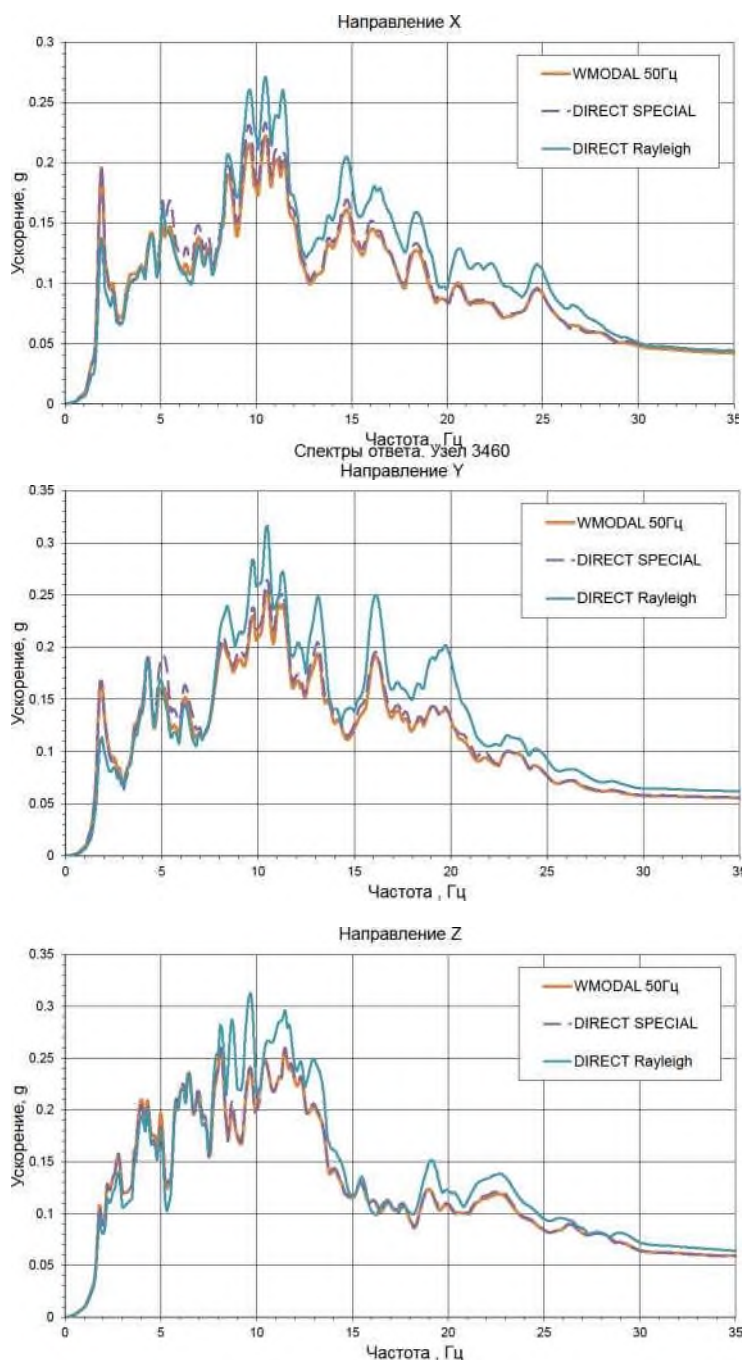 Направление X
0.3
0.25
0.2
0.15
0.1
0.05
0
Ускорение, g
WMODAL 50Гц
DIRECT SPECIAL
DIRECT Rayleigh
0 5 10 15 20 25 30 35
Частота , Гц
Спектры ответа. Узел 3460
Направление Y
0.35
0.3
0.25
0.2
0.15
0.1
0.05
0
Ускорение, g
WMODAL 50Гц
DIRECT SPECIAL
DIRECT Rayleigh
0 5 10 15 20 25 30 35
Частота , Гц
Направление Z
0.35
0.3
0.25
0.2
0.15
0.1
0.05
0
Ускорение, g
WMODAL 50Гц
DIRECT SPECIAL
DIRECT Rayleigh
0 5 10 15 20 25 30 35
Частота , Гц